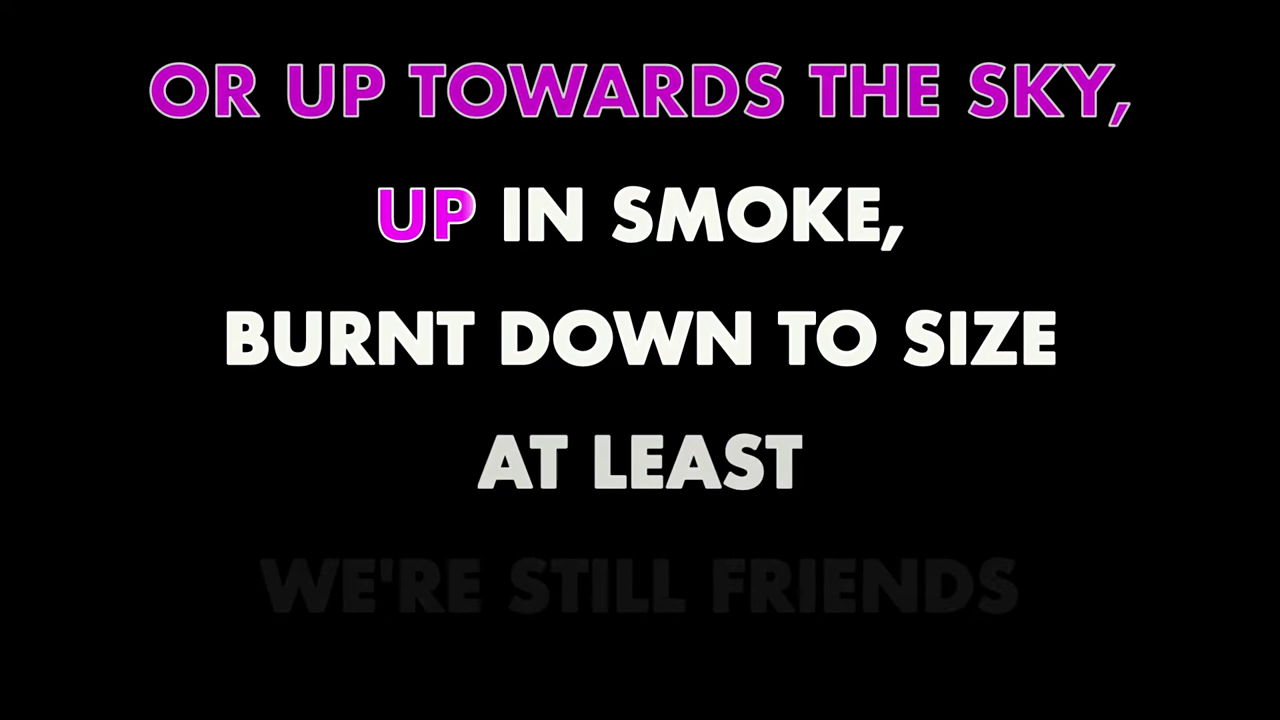 OR UP TOWARDS THE SKY,
UP IN SMOKE,
BURNT DOWN TO SIZE
AT LEAST
WE'RE STILL FRIENDS